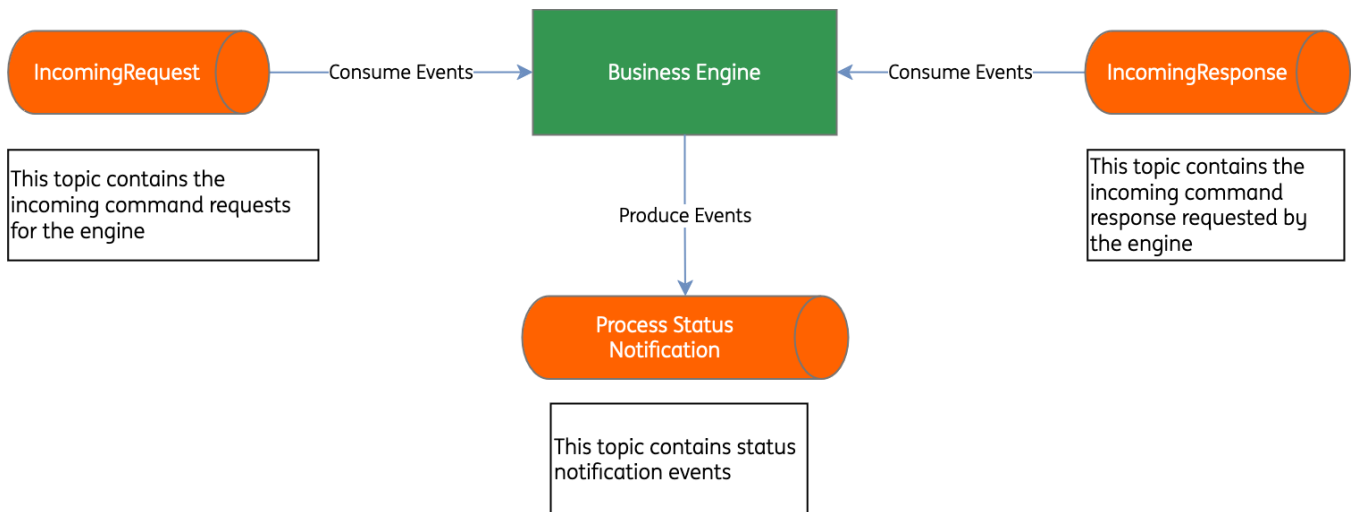 IncomingRequest
Consume Events
Business Engine
Consume Events
IncomingResponse
This topic contains the
incoming command requests
for the engine
This topic contains the
incoming command
response requested by
the engine
Produce Events
Process Status
Notification
This topic contains status
notification events